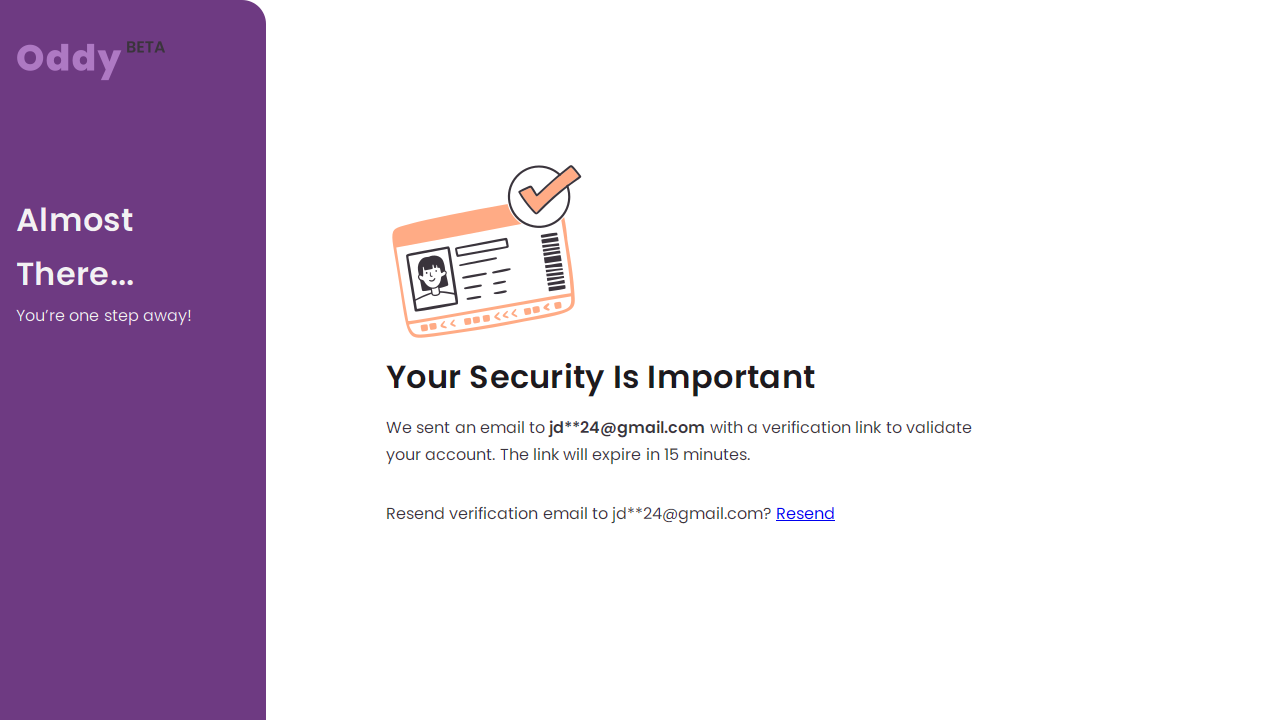 Oddy BETA
Almost
There...
You’re one step away!
Your Security Is Important
We sent an email to jd**24@gmail.com with a verification link to validate
your account. The link will expire in 15 minutes.
Resend verification email to jd**24@gmail.com? Resend